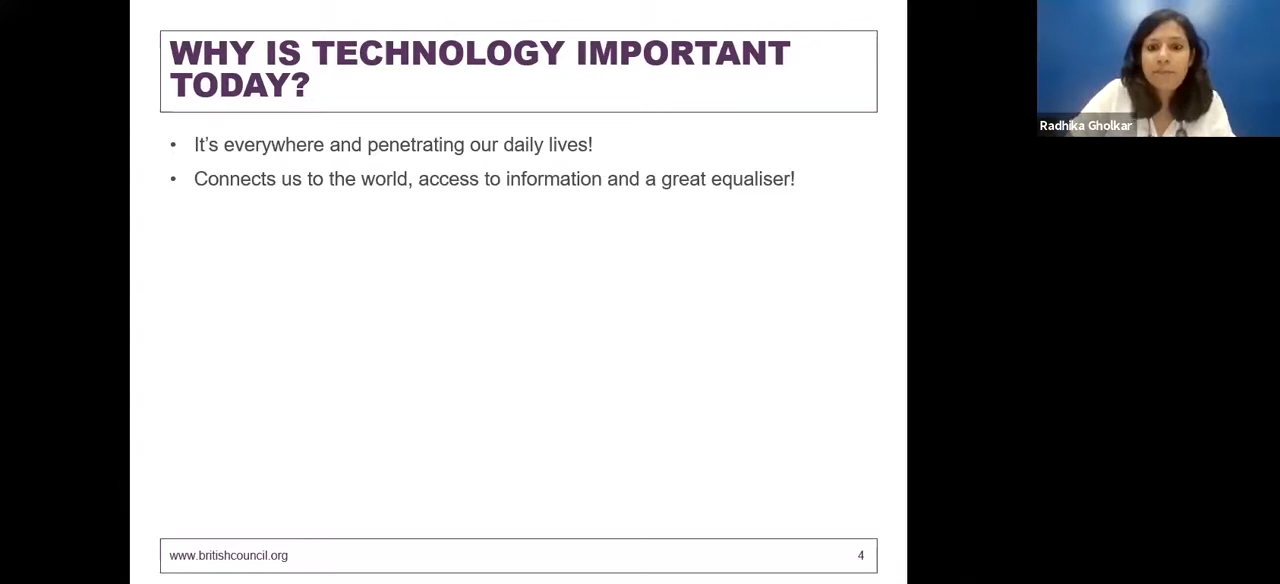 WHY IS TECHNOLOGY IMPORTANT
TODAY?
• It's everywhere and penetrating our daily lives!
• Connects us to the world, access to information and a great equaliser!
www.britishcouncil.org
4
Radhika Gholkar